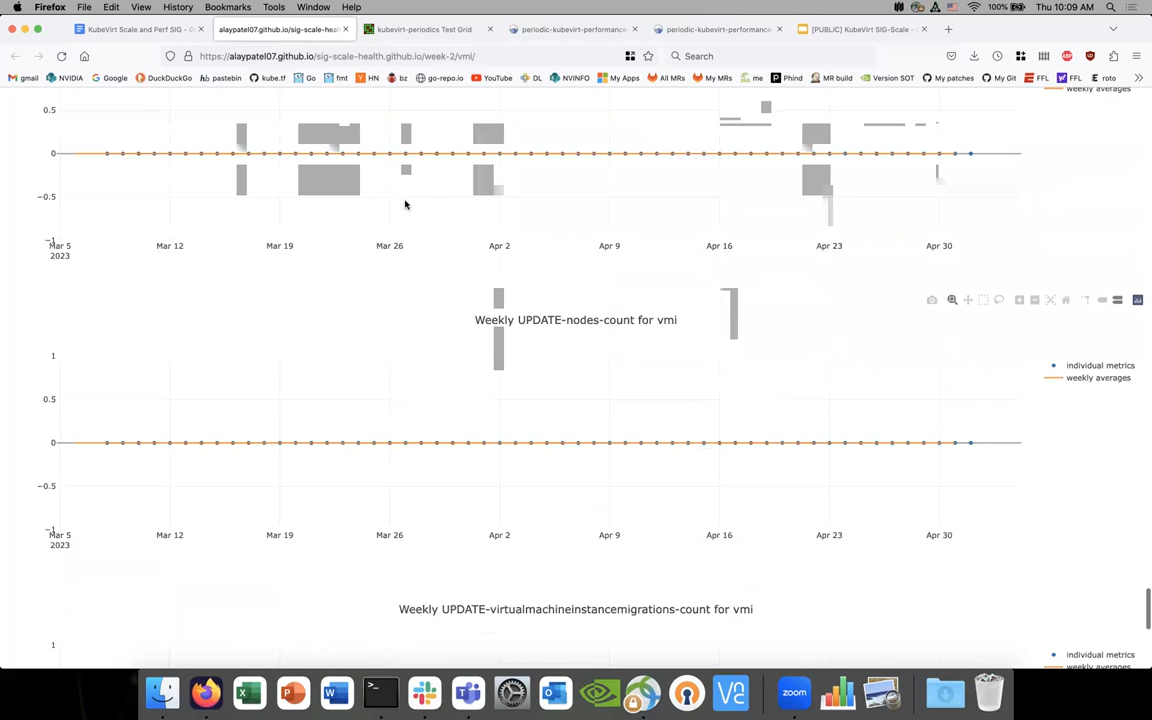 Firefox File Edit View History Bookmarks Tools Window Help 100% Thu 10:09 AM
KubeVirt Scale and Perf SIG - G alaypatel07.github.io/sig-scale-heal kubevirt-periodics Test Grid periodic-kubevirt-performance- periodic-kubevirt-performance- [PUBLIC] KubeVirt SIG-Scale -
https://alaypatel07.github.io/sig-scale-health.github.io/week-2/vmi/ Search
gmail NVIDIA Google DuckDuckGo pastebin kube.tf Go fmt HN bz go-repo.io YouTube DL NVINFO My Apps All MRs My MRs me Phind MR build Version SOT My patches My Git FFL FFL roto
weekly averages
0.5
0
−0.5
−1
Mar 5 Mar 12 Mar 19 Mar 26 Apr 2 Apr 9 Apr 16 Apr 23 Apr 30
2023
Weekly UPDATE-nodes-count for vmi
1
individual metrics
weekly averages
0.5
0
−0.5
−1
Mar 5 Mar 12 Mar 19 Mar 26 Apr 2 Apr 9 Apr 16 Apr 23 Apr 30
2023
Weekly UPDATE-virtualmachineinstancemigrations-count for vmi
1
individual metrics
weekly averages
zoom